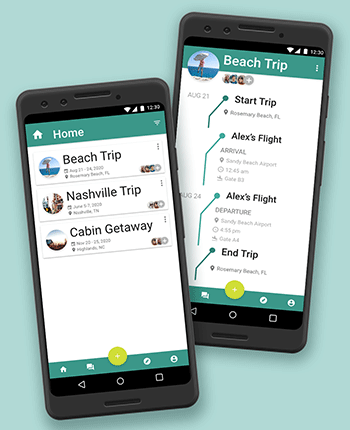 12:30
Home
Beach Trip
Aug 21 - 24, 2020
Rosemary Beach, FL
Nashville Trip
June 5-7, 2020
Nashville, TN
Cabin Getaway
Nov 20 - 25, 2020
Highlands, NC
12:30
Beach Trip
AUG 21
Start Trip
Rosemary Beach, FL
Alex's Flight
ARRIVAL
Sandy Beach Airport
12:43 am
Gate B3
AUG 24
Alex's Flight
DEPARTURE
Sandy Beach Airport
4:55 pm
Gate A4
End Trip
Rosemary Beach, FL